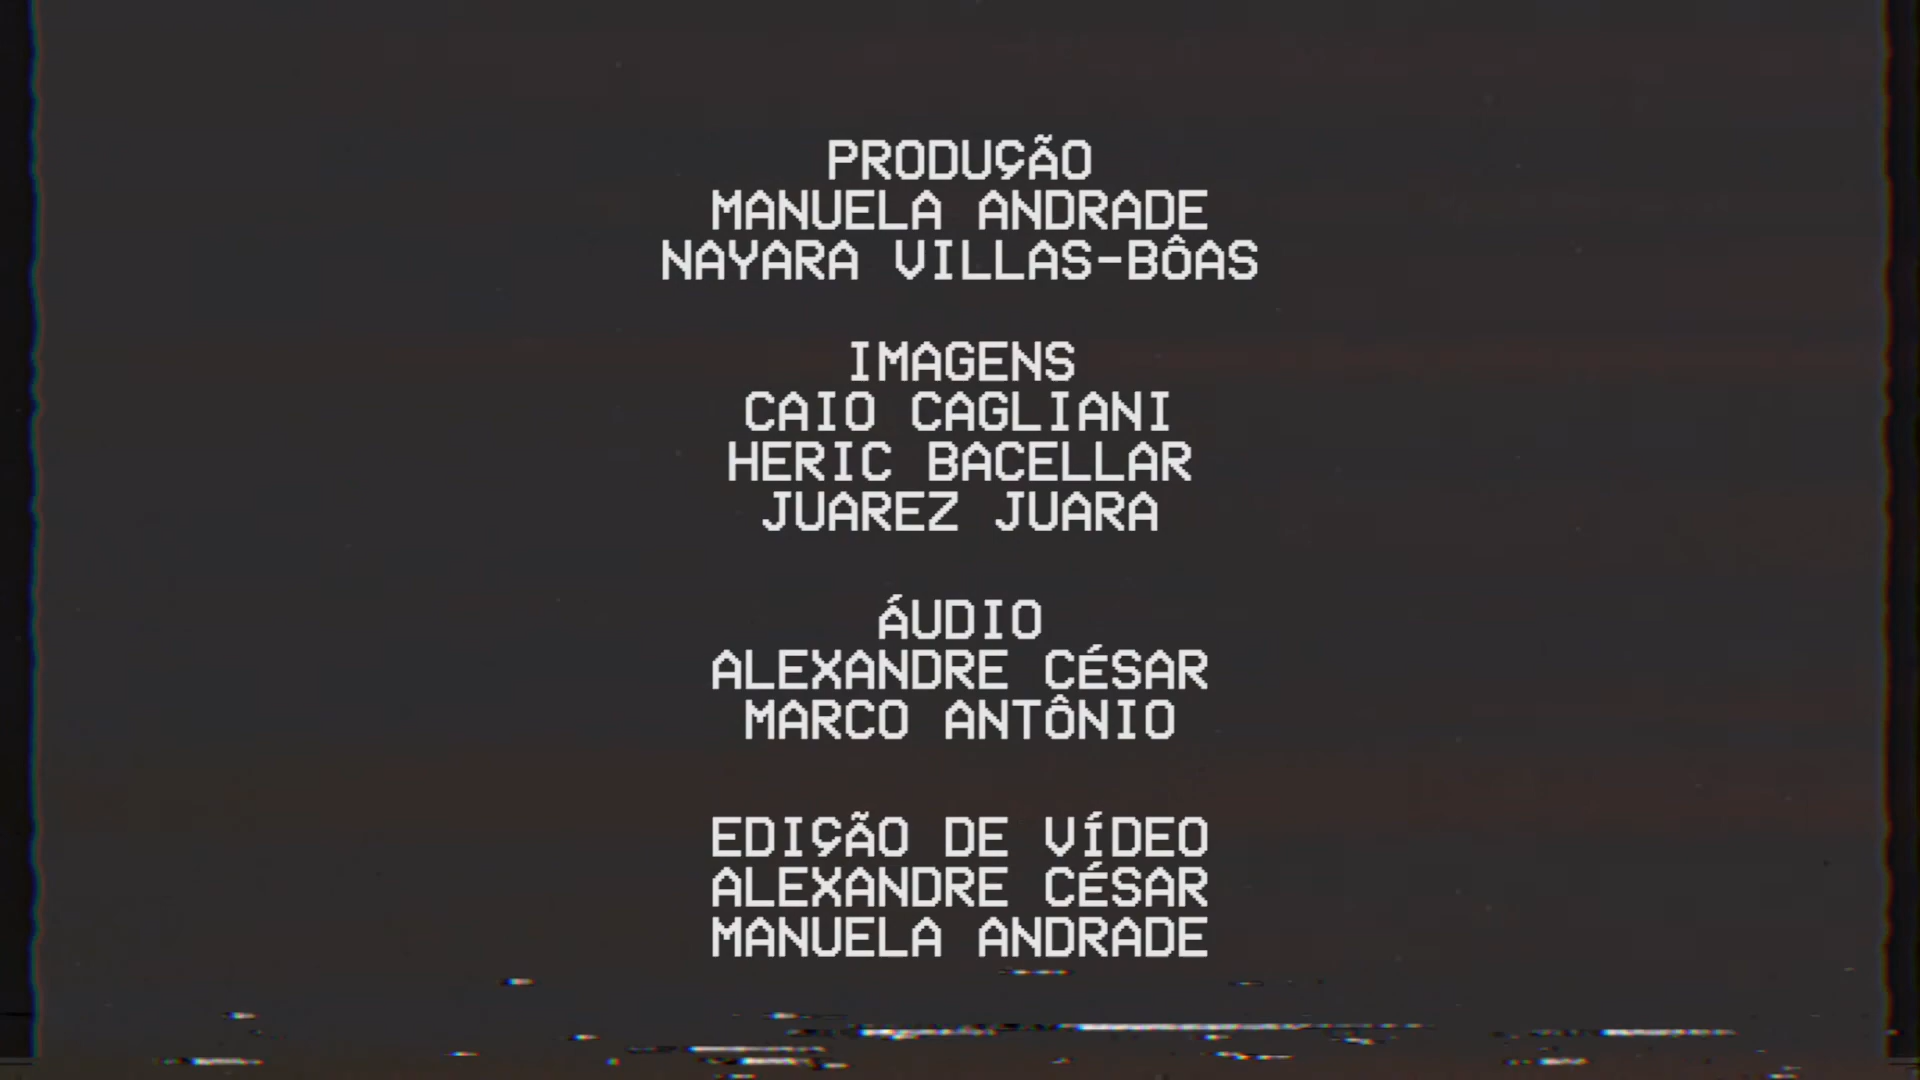 PRODUÇÃO
MANUELA ANDRADE
NAYARA VILLAS-BÔAS
IMAGENS
CAIO CAGLIANI
HERIC BACELLAR
JUAREZ JUARA
ÁUDIO
ALEXANDRE CÉSAR
MARCO ANTÔNIO
EDIÇÃO DE VÍDEO
ALEXANDRE CÉSAR
MANUELA ANDRADE